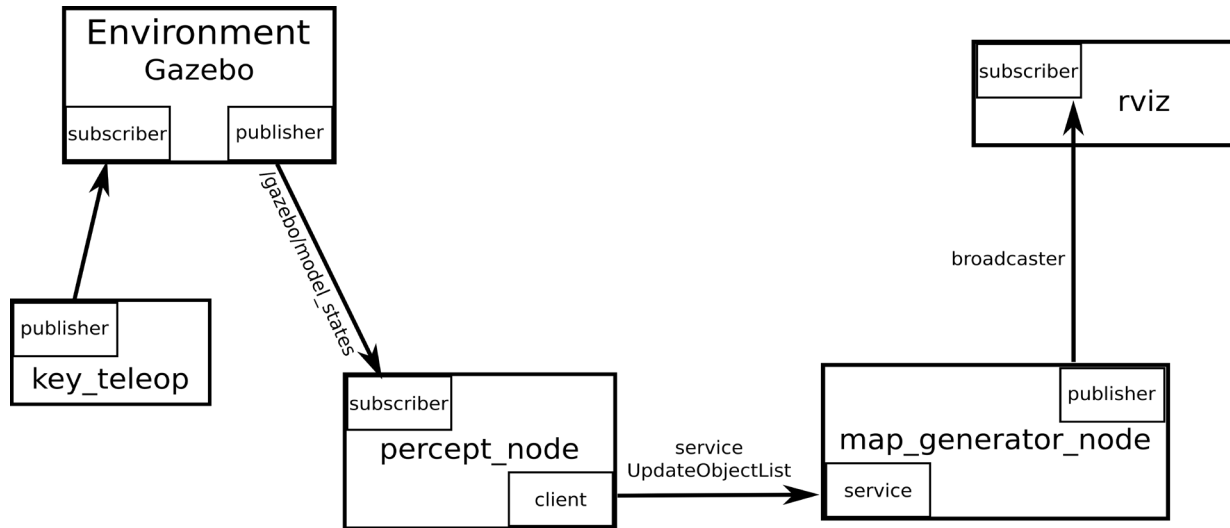 Environment
Gazebo
subscriber
publisher
subscriber
rviz
/gazebo/model_states
broadcaster
publisher
key_teleop
subscriber
percept_node
client
service
UpdateObjectList
publisher
map_generator_node
service